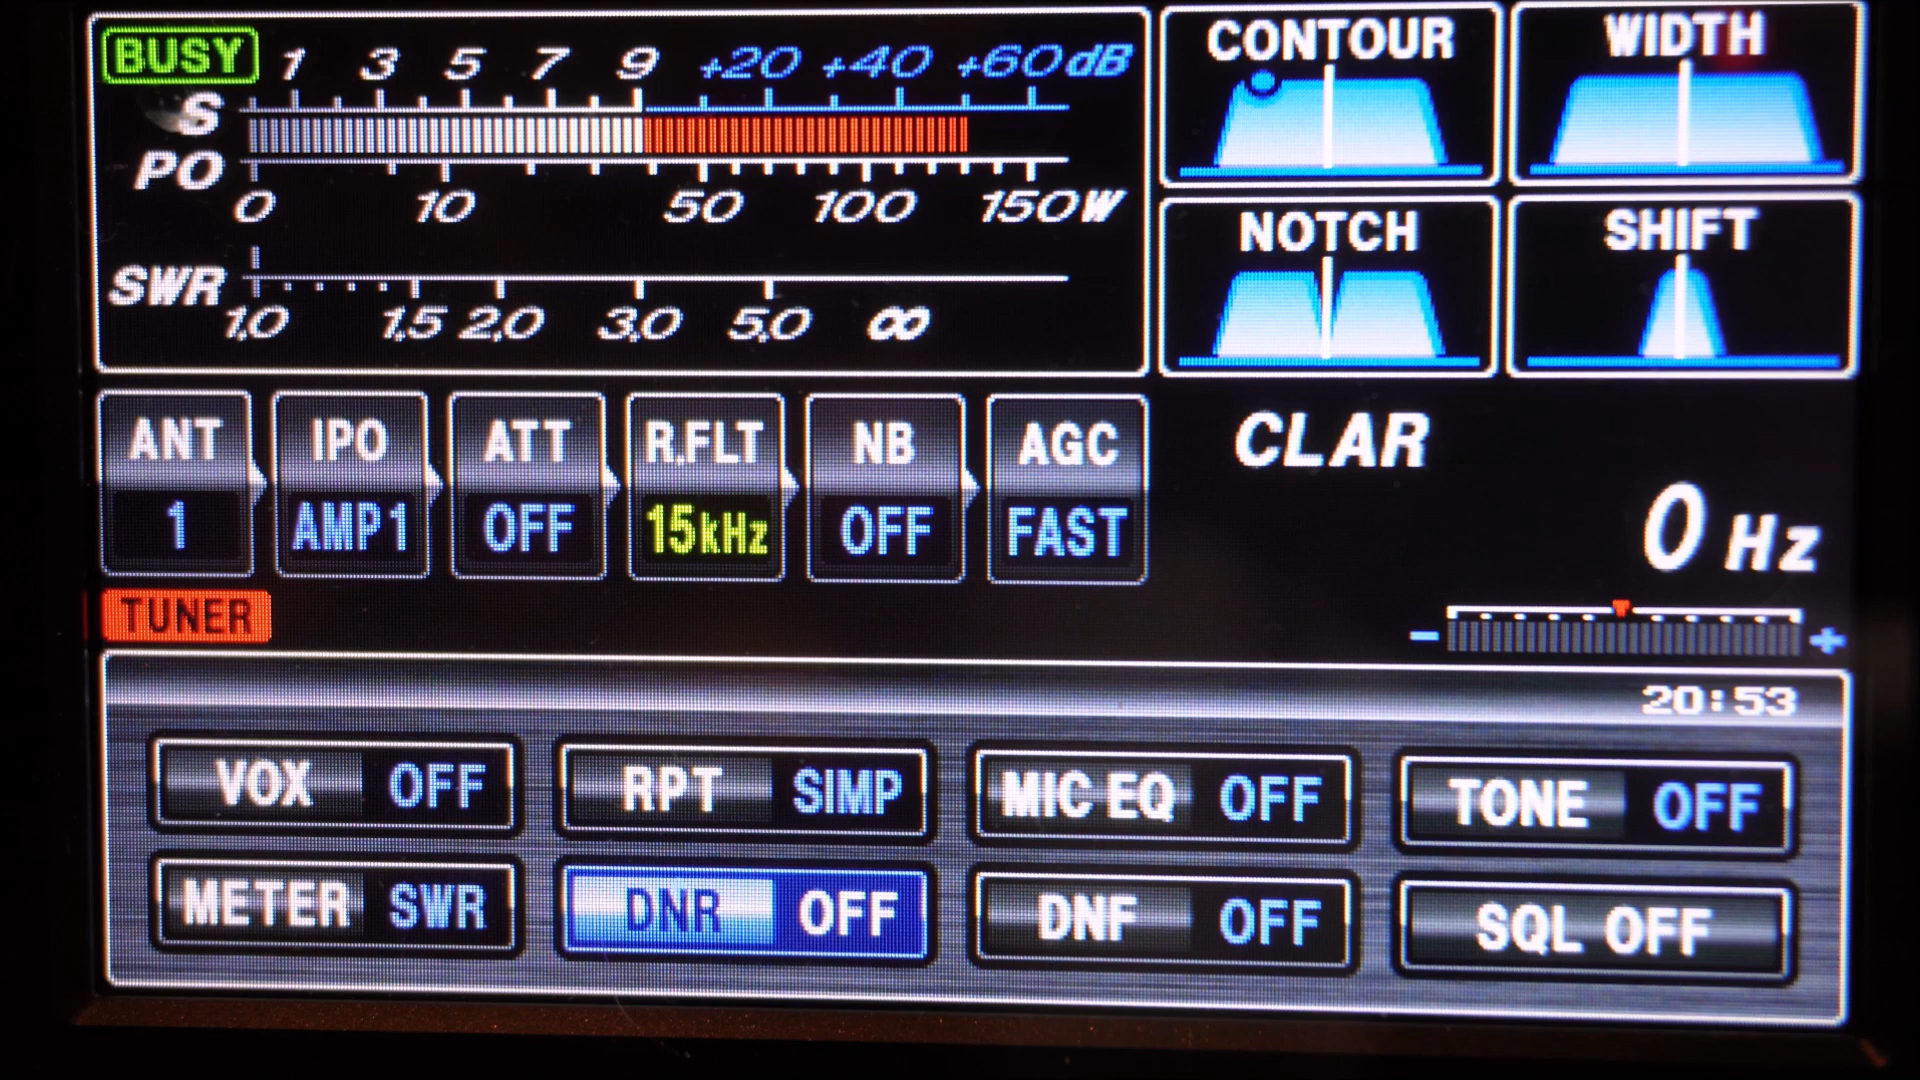 BUSY 1 3 5 7 9 +20 +40 +60dB
S
PO
0 10 50 100 150W
SWR
1.0 1.5 2.0 3.0 5.0 ∞
CONTOUR
WIDTH
NOTCH
SHIFT
ANT IPO ATT R.FLT NB AGC
1 AMP1 OFF 15kHz OFF FAST
CLAR
0 Hz
TUNER
- +
20:53
VOX OFF RPT SIMP MIC EQ OFF TONE OFF
METER SWR DNR OFF DNF OFF SQL OFF